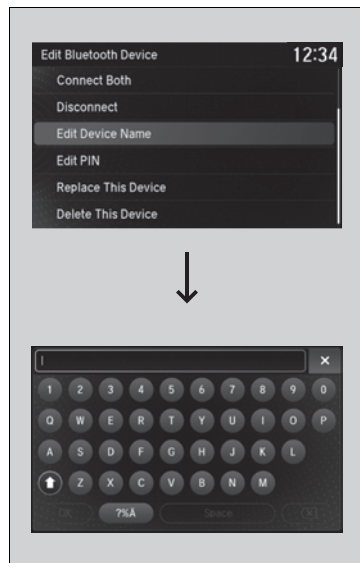 Edit Bluetooth Device 12:34
Connect Both
Disconnect
Edit Device Name
Edit PIN
Replace This Device
Delete This Device
1 2 3 4 5 6 7 8 9 0
Q W E R T Y U I O P
A S D F G H J K L
Z X C V B N M
OK ?%Ä Space